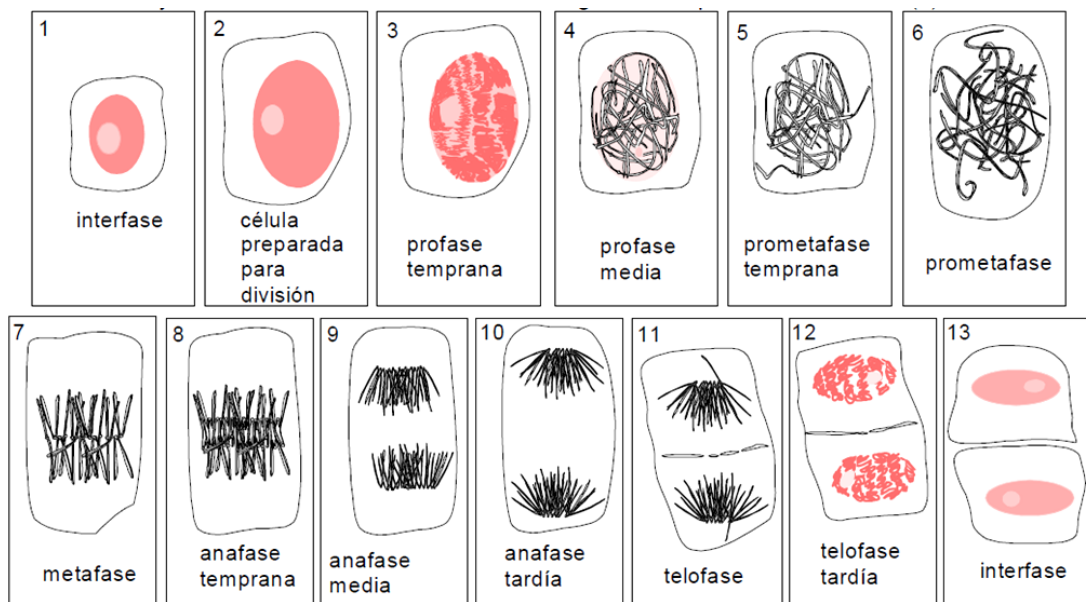 1
interfase
2
célula
preparada
para
división
3
profase
temprana
4
profase
media
5
prometafase
temprana
6
prometafase
7
metafase
8
anafase
temprana
9
anafase
media
10
anafase
tardía
11
telofase
12
telofase
tardía
13
interfase